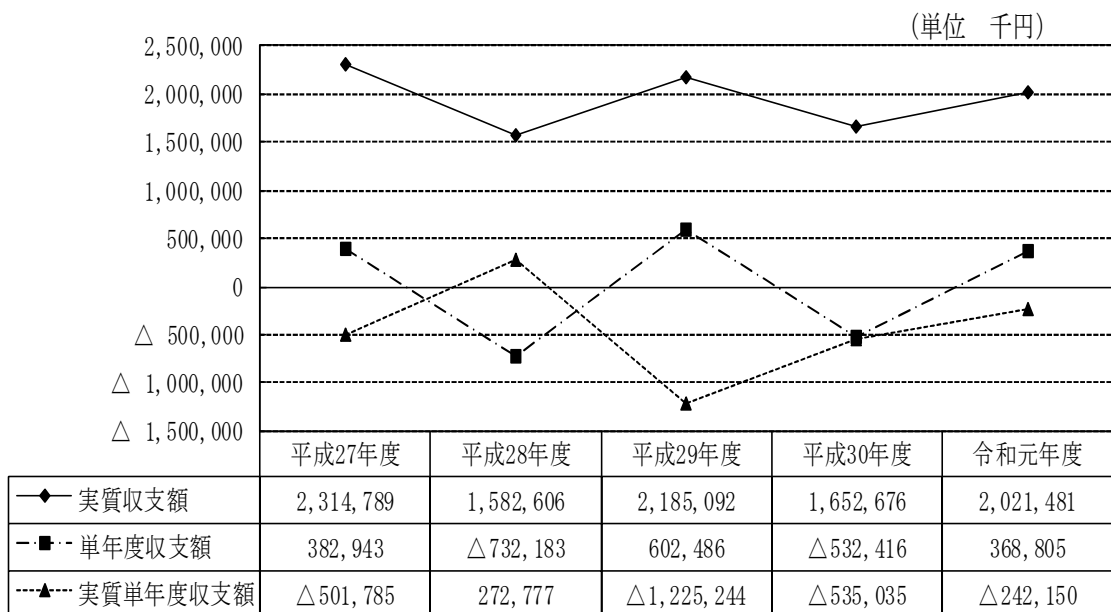 (単位　千円)
2,500,000
2,000,000
1,500,000
1,000,000
500,000
0
△ 500,000
△ 1,000,000
△ 1,500,000
平成27年度 平成28年度 平成29年度 平成30年度 令和元年度
実質収支額 2,314,789 1,582,606 2,185,092 1,652,676 2,021,481
単年度収支額 382,943 △732,183 602,486 △532,416 368,805
実質単年度収支額 △501,785 272,777 △1,225,244 △535,035 △242,150